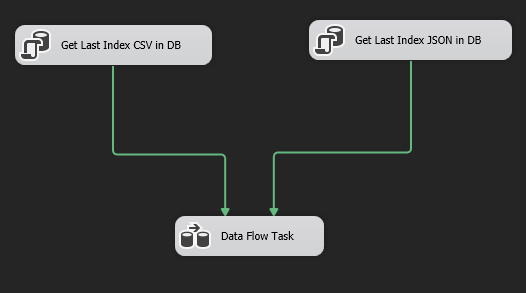 Get Last Index CSV in DB
Get Last Index JSON in DB
Data Flow Task